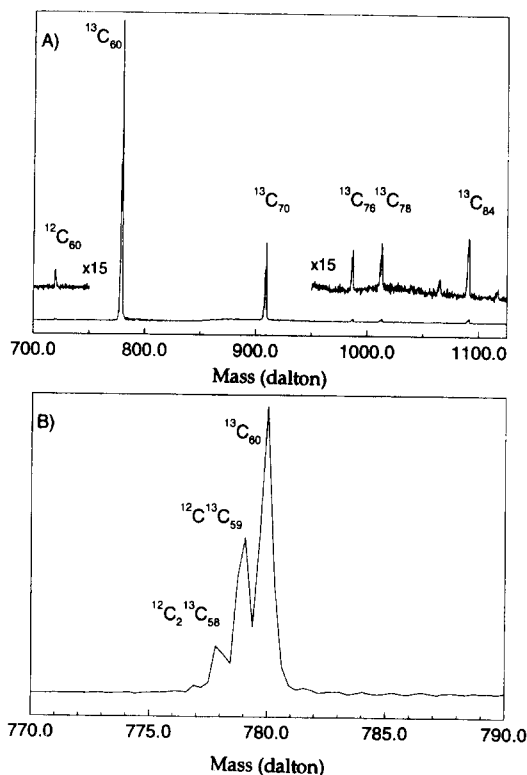 A)
¹³C₆₀
¹²C₆₀
x15
¹³C₇₀
x15
¹³C₇₆ ¹³C₇₈
¹³C₈₄
700.0 800.0 900.0 1000.0 1100.0
Mass (dalton)
B)
¹³C₆₀
¹²C¹³C₅₉
¹²C₂¹³C₅₈
770.0 775.0 780.0 785.0 790.0
Mass (dalton)